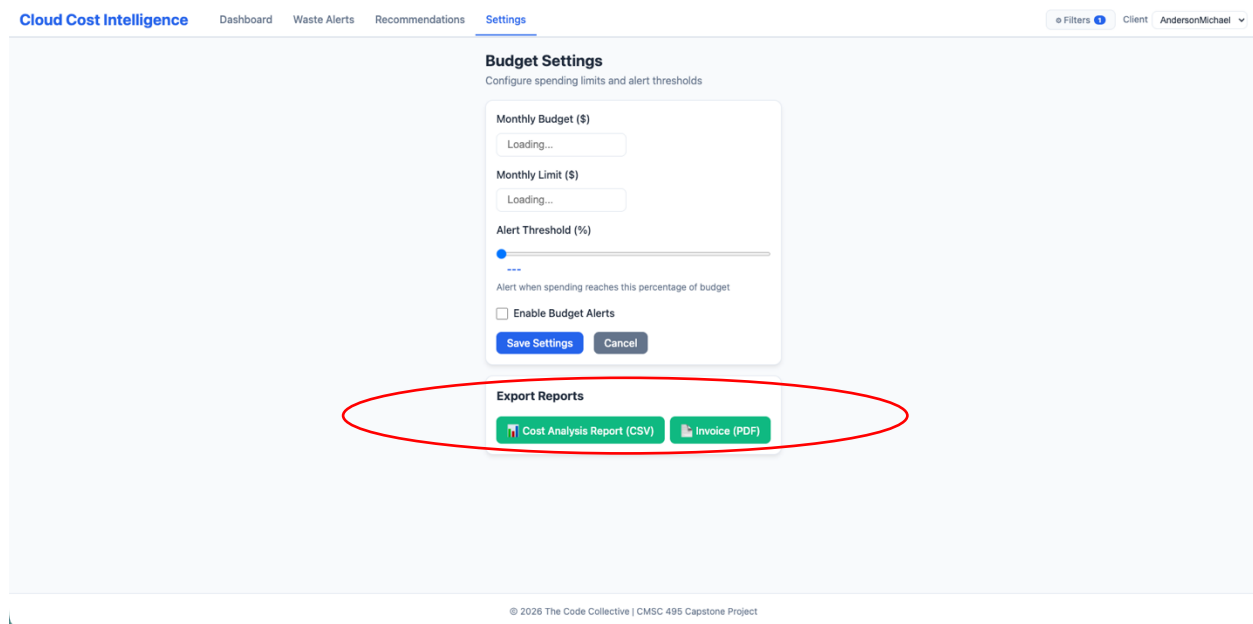 Cloud Cost Intelligence Dashboard Waste Alerts Recommendations Settings Filters 1 Client AndersonMichael
Budget Settings
Configure spending limits and alert thresholds
Monthly Budget ($)
Loading...
Monthly Limit ($)
Loading...
Alert Threshold (%)
---
Alert when spending reaches this percentage of budget
Enable Budget Alerts
Save Settings Cancel
Export Reports
Cost Analysis Report (CSV) Invoice (PDF)
© 2026 The Code Collective | CMSC 495 Capstone Project